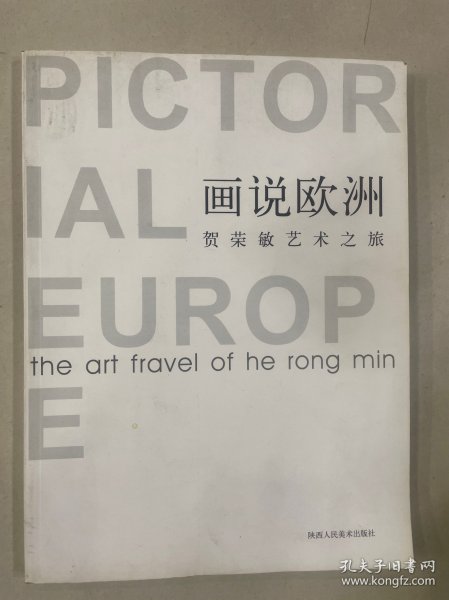 PICTOR
IAL
画说欧洲
贺荣敏艺术之旅
EUROP
the art fravel of he rong min
E
陕西人民美术出版社
孔夫子旧书网
www.kongfz.com